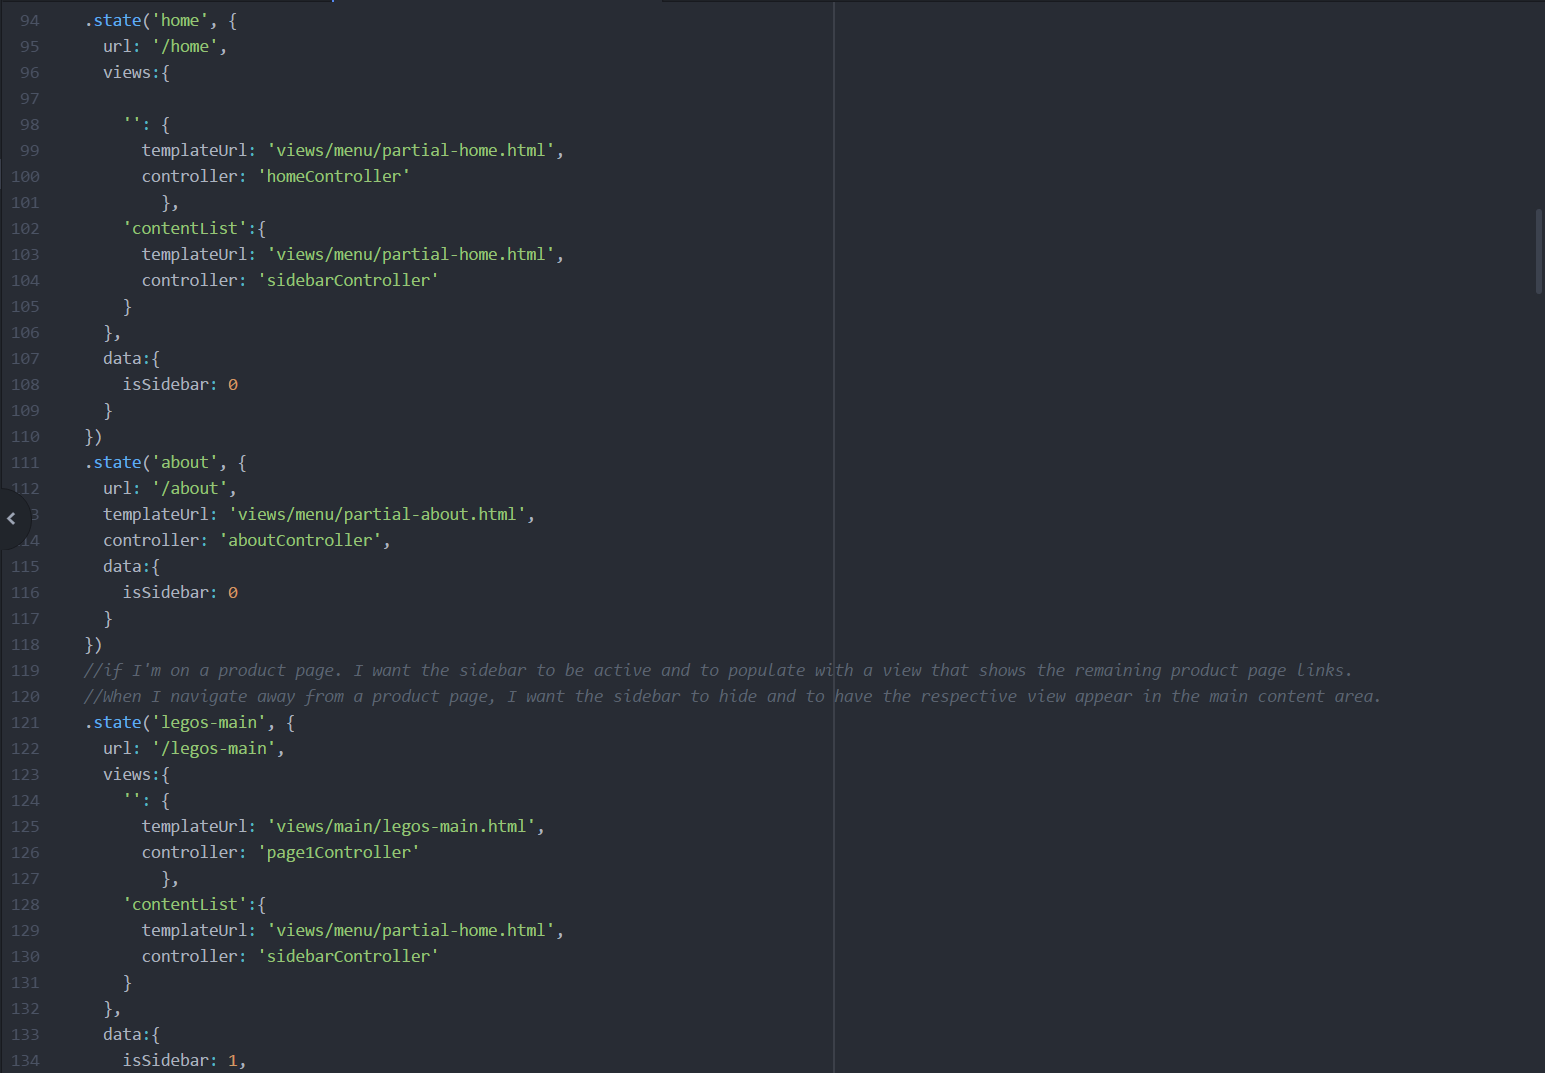 94 .state('home', {
95 url: '/home',
96 views:{
97
98 '': {
99 templateUrl: 'views/menu/partial-home.html',
100 controller: 'homeController'
101 },
102 'contentList':{
103 templateUrl: 'views/menu/partial-home.html',
104 controller: 'sidebarController'
105 }
106 },
107 data:{
108 isSidebar: 0
109 }
110 })
111 .state('about', {
112 url: '/about',
3 templateUrl: 'views/menu/partial-about.html',
14 controller: 'aboutController',
115 data:{
116 isSidebar: 0
117 }
118 })
119 //if I'm on a product page. I want the sidebar to be active and to populate with a view that shows the remaining product page links.
120 //When I navigate away from a product page, I want the sidebar to hide and to have the respective view appear in the main content area.
121 .state('legos-main', {
122 url: '/legos-main',
123 views:{
124 '': {
125 templateUrl: 'views/main/legos-main.html',
126 controller: 'page1Controller'
127 },
128 'contentList':{
129 templateUrl: 'views/menu/partial-home.html',
130 controller: 'sidebarController'
131 }
132 },
133 data:{
134 isSidebar: 1,